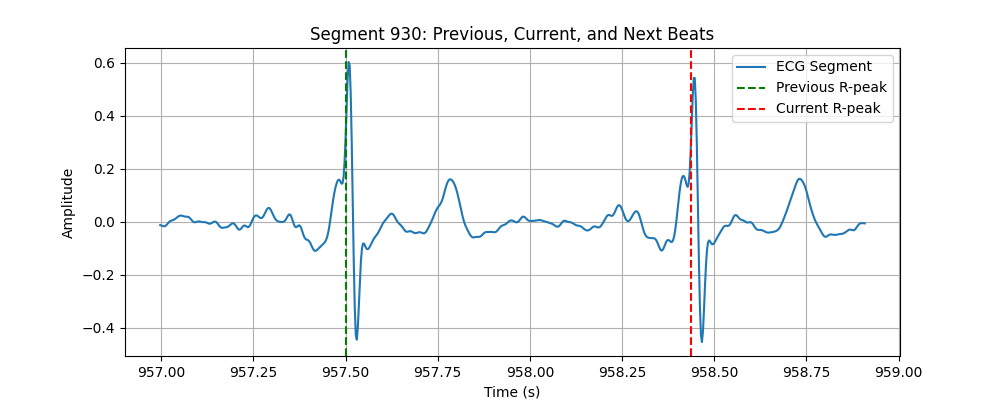 Segment 930: Previous, Current, and Next Beats
ECG Segment
Previous R-peak
Current R-peak
Amplitude
0.6
0.4
0.2
0.0
−0.2
−0.4
957.00 957.25 957.50 957.75 958.00 958.25 958.50 958.75 959.00
Time (s)